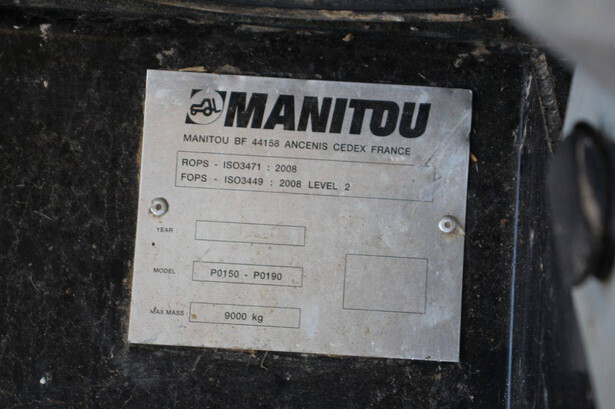 MANITOU
MANITOU BF 44158 ANCENIS CEDEX FRANCE
ROPS - ISO3471 : 2008
FOPS - ISO3449 : 2008 LEVEL 2
YEAR
MODEL P0150 - P0190
MAX MASS : 9000 kg